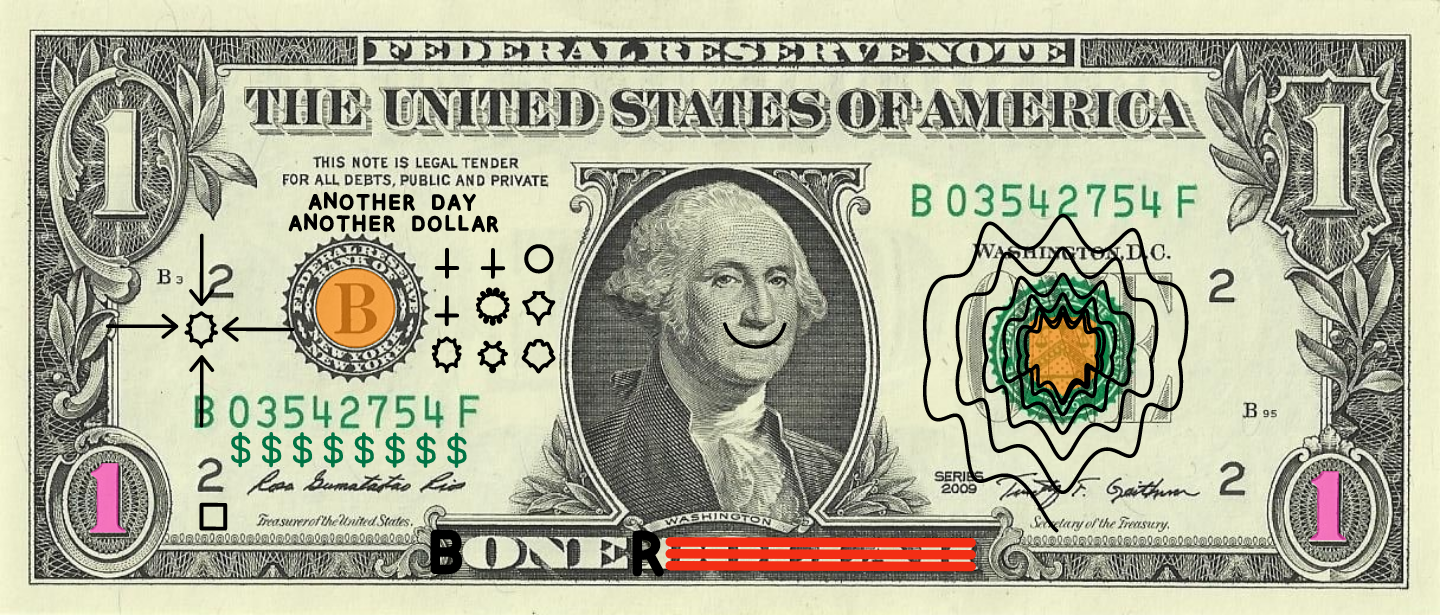 FEDERAL RESERVE NOTE
THE UNITED STATES OF AMERICA
1
1
THIS NOTE IS LEGAL TENDER
FOR ALL DEBTS, PUBLIC AND PRIVATE
ANOTHER DAY
ANOTHER DOLLAR
B 03542754 F
WASHINGTON, D.C.
B 3
2
FEDERAL RESERVE BANK OF
NEW YORK
B
2
B 03542754 F
$$$$$$$$
B 95
2
Rosa Gumataotao Rios
SERIES
2009
Timothy F. Geithner
2
1
1
Treasurer of the United States.
WASHINGTON
Secretary of the Treasury.
BONER